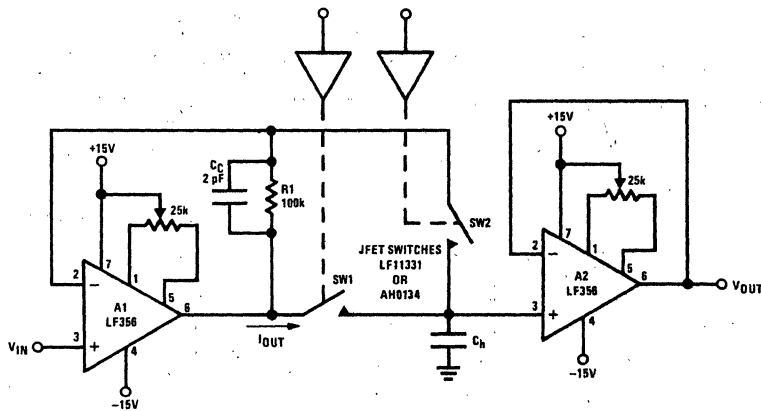 +15V
25k
7
1
5
2
−
A1
LF356
6
3
+
4
VIN
−15V
CC
2 pF
R1
100k
IOUT
SW1
JFET SWITCHES
LF11331
OR
AH0134
SW2
Ch
+15V
25k
7
1
5
2
−
A2
LF356
6
3
+
4
−15V
VOUT